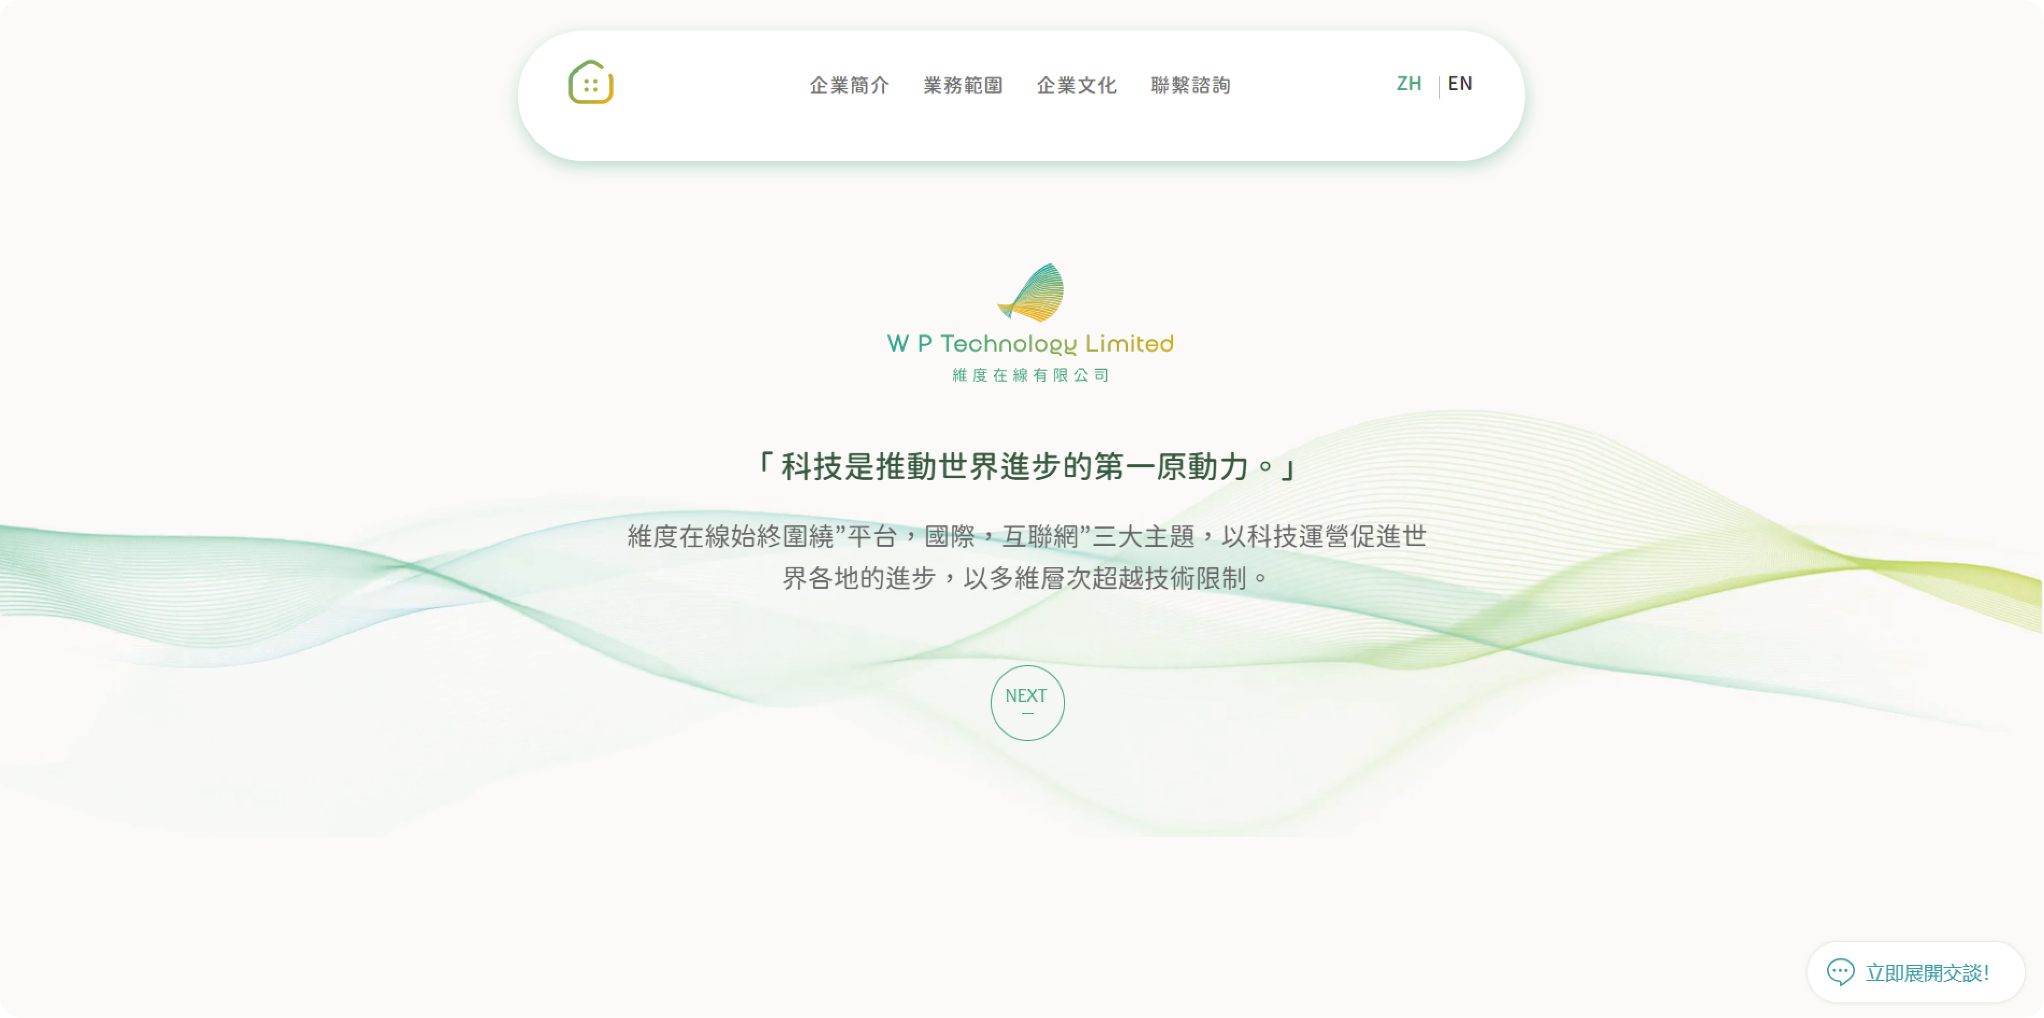 企業簡介 業務範圍 企業文化 聯繫諮詢 ZH EN
W P Technology Limited
維度在線有限公司
「 科技是推動世界進步的第一原動力。」
維度在線始終圍繞”平台，國際，互聯網”三大主題，以科技運營促進世
界各地的進步，以多維層次超越技術限制。
NEXT
立即展開交談！